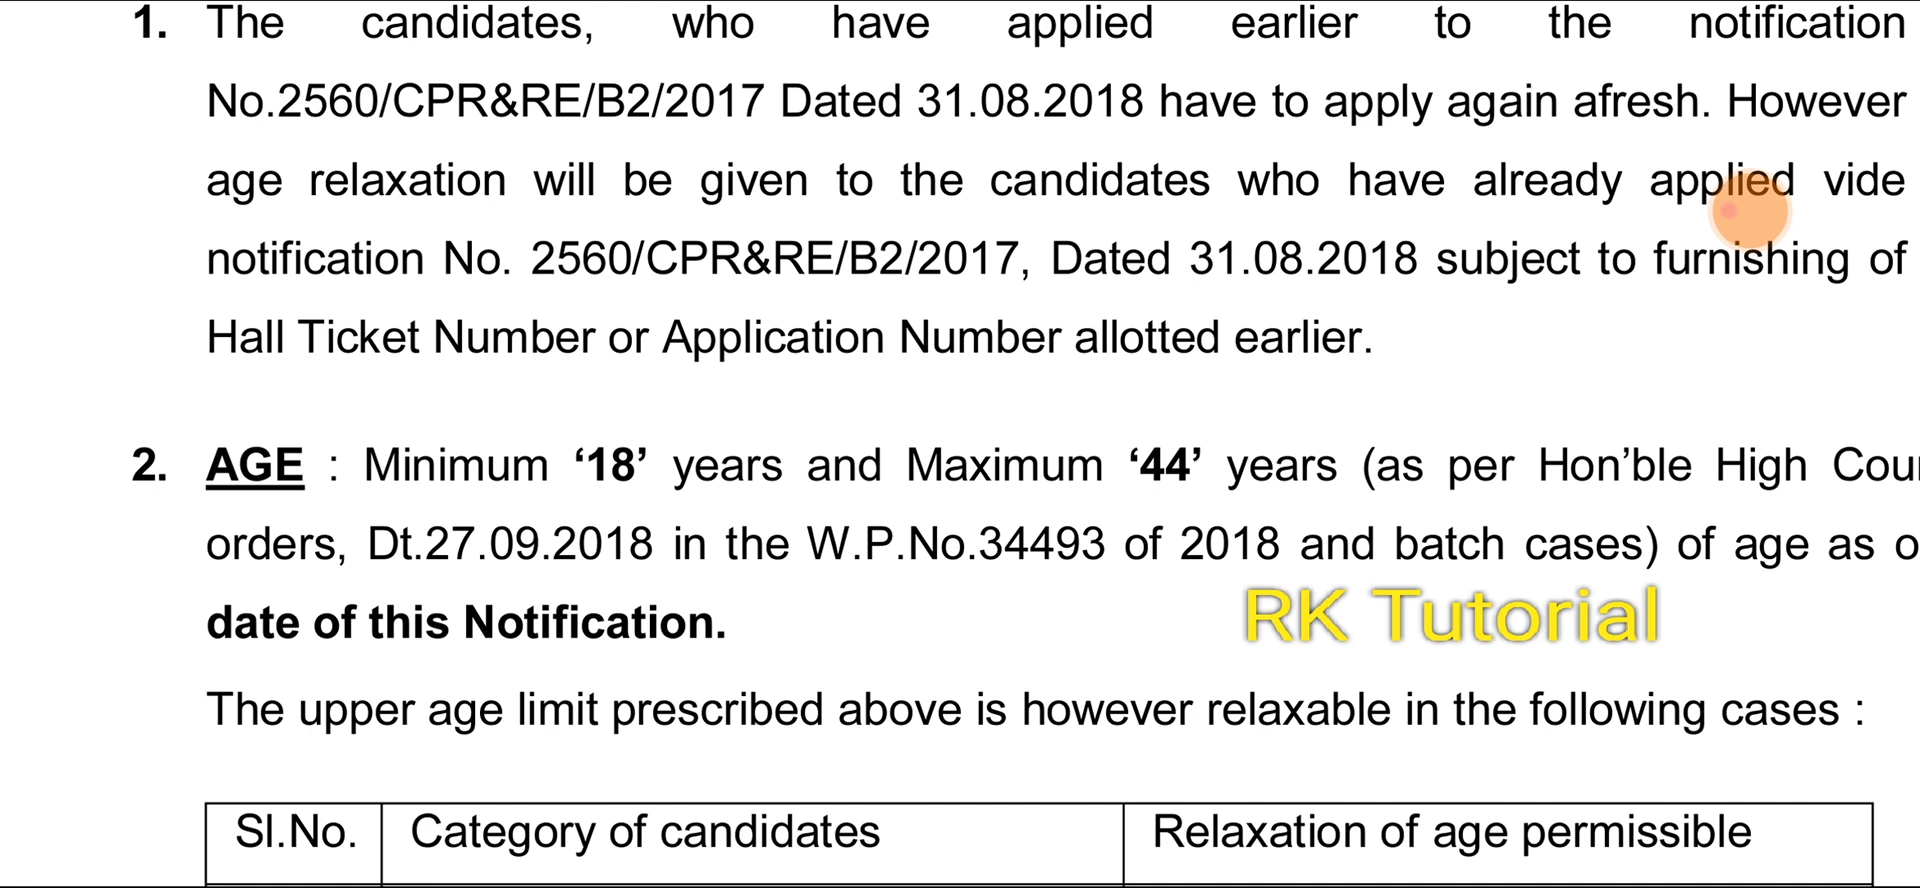 1. The candidates, who have applied earlier to the notification
No.2560/CPR&RE/B2/2017 Dated 31.08.2018 have to apply again afresh. However
age relaxation will be given to the candidates who have already applied vide
notification No. 2560/CPR&RE/B2/2017, Dated 31.08.2018 subject to furnishing of
Hall Ticket Number or Application Number allotted earlier.
2. AGE : Minimum ‘18’ years and Maximum ‘44’ years (as per Hon’ble High
orders, Dt.27.09.2018 in the W.P.No.34493 of 2018 and batch cases) of age as
date of this Notification.
RK Tutorial
The upper age limit prescribed above is however relaxable in the following cases :
Sl.No. Category of candidates Relaxation of age permissible